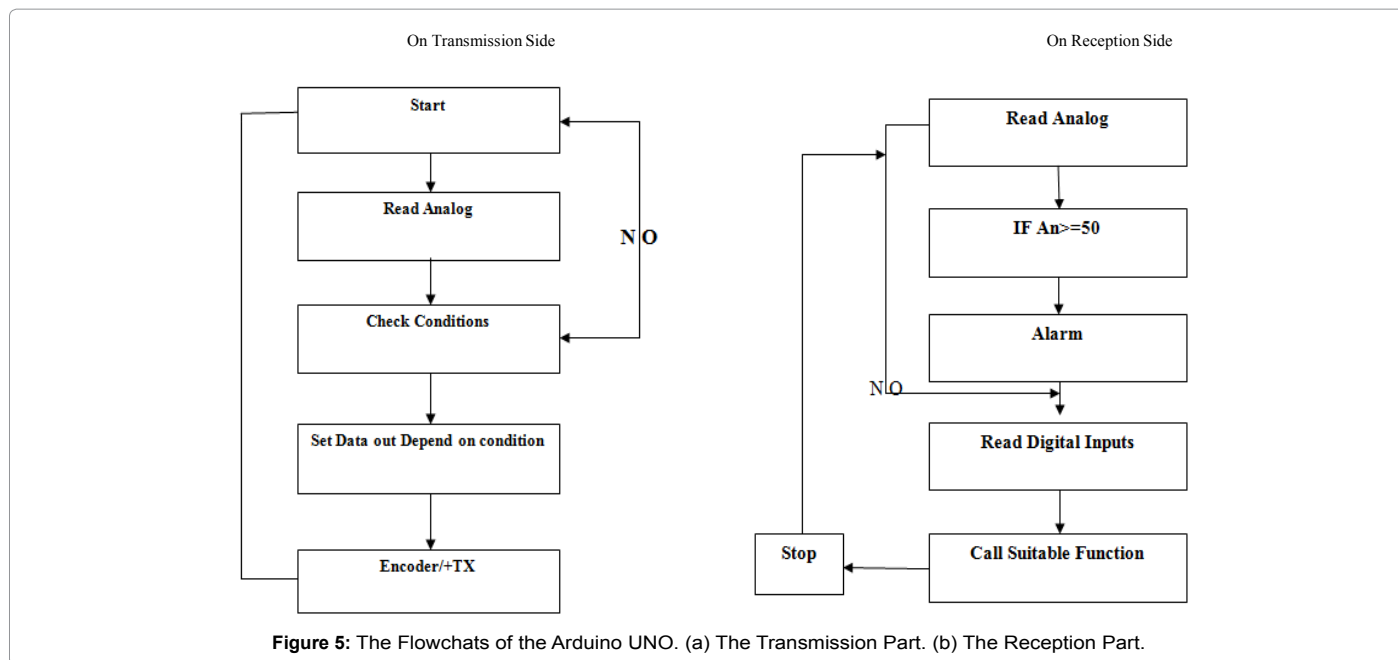 On Transmission Side
Start
Read Analog
N O
Check Conditions
Set Data out Depend on condition
Encoder/+TX
On Reception Side
Read Analog
IF An>=50
Alarm
N O
Read Digital Inputs
Call Suitable Function
Stop
Figure 5: The Flowchats of the Arduino UNO. (a) The Transmission Part. (b) The Reception Part.